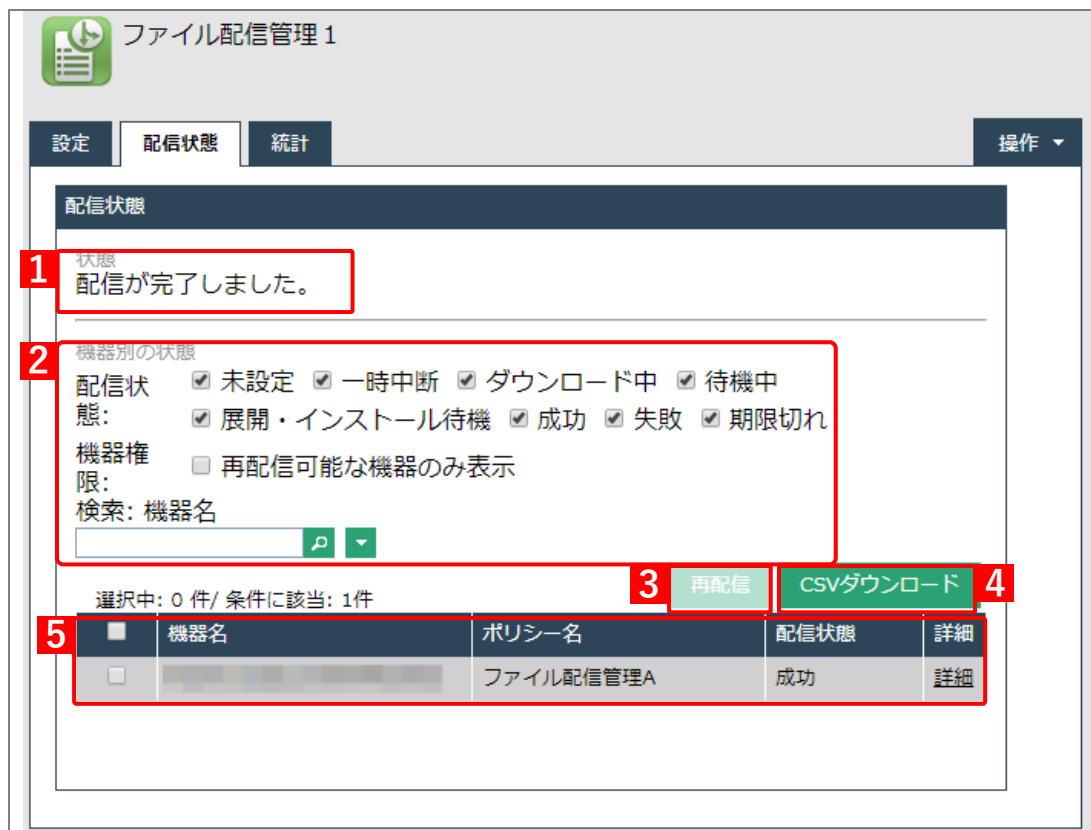 ファイル配信管理1
設定 配信状態 統計 操作
配信状態
1 状態
配信が完了しました。
2 機器別の状態
配信状態: 未設定 一時中断 ダウンロード中 待機中
展開・インストール待機 成功 失敗 期限切れ
機器権限: 再配信可能な機器のみ表示
検索: 機器名
3 再配信 CSVダウンロード 4
選択中: 0 件/ 条件に該当: 1件
5 機器名 ポリシー名 配信状態 詳細
ファイル配信管理A 成功 詳細